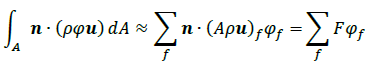 ∫_A n · (ρφu) dA ≈ ∑_f n · (Aρu)_f φ_f = ∑_f Fφ_f